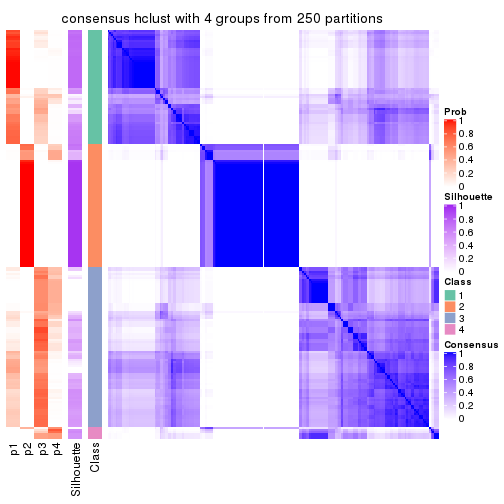 consensus hclust with 4 groups from 250 partitions
Prob
1
0.8
0.6
0.4
0.2
0
Silhouette
1
0.8
0.6
0.4
0.2
0
Class
1
2
3
4
Consensus
1
0.8
0.6
0.4
0.2
0
p1
p2
p3
p4
Silhouette
Class